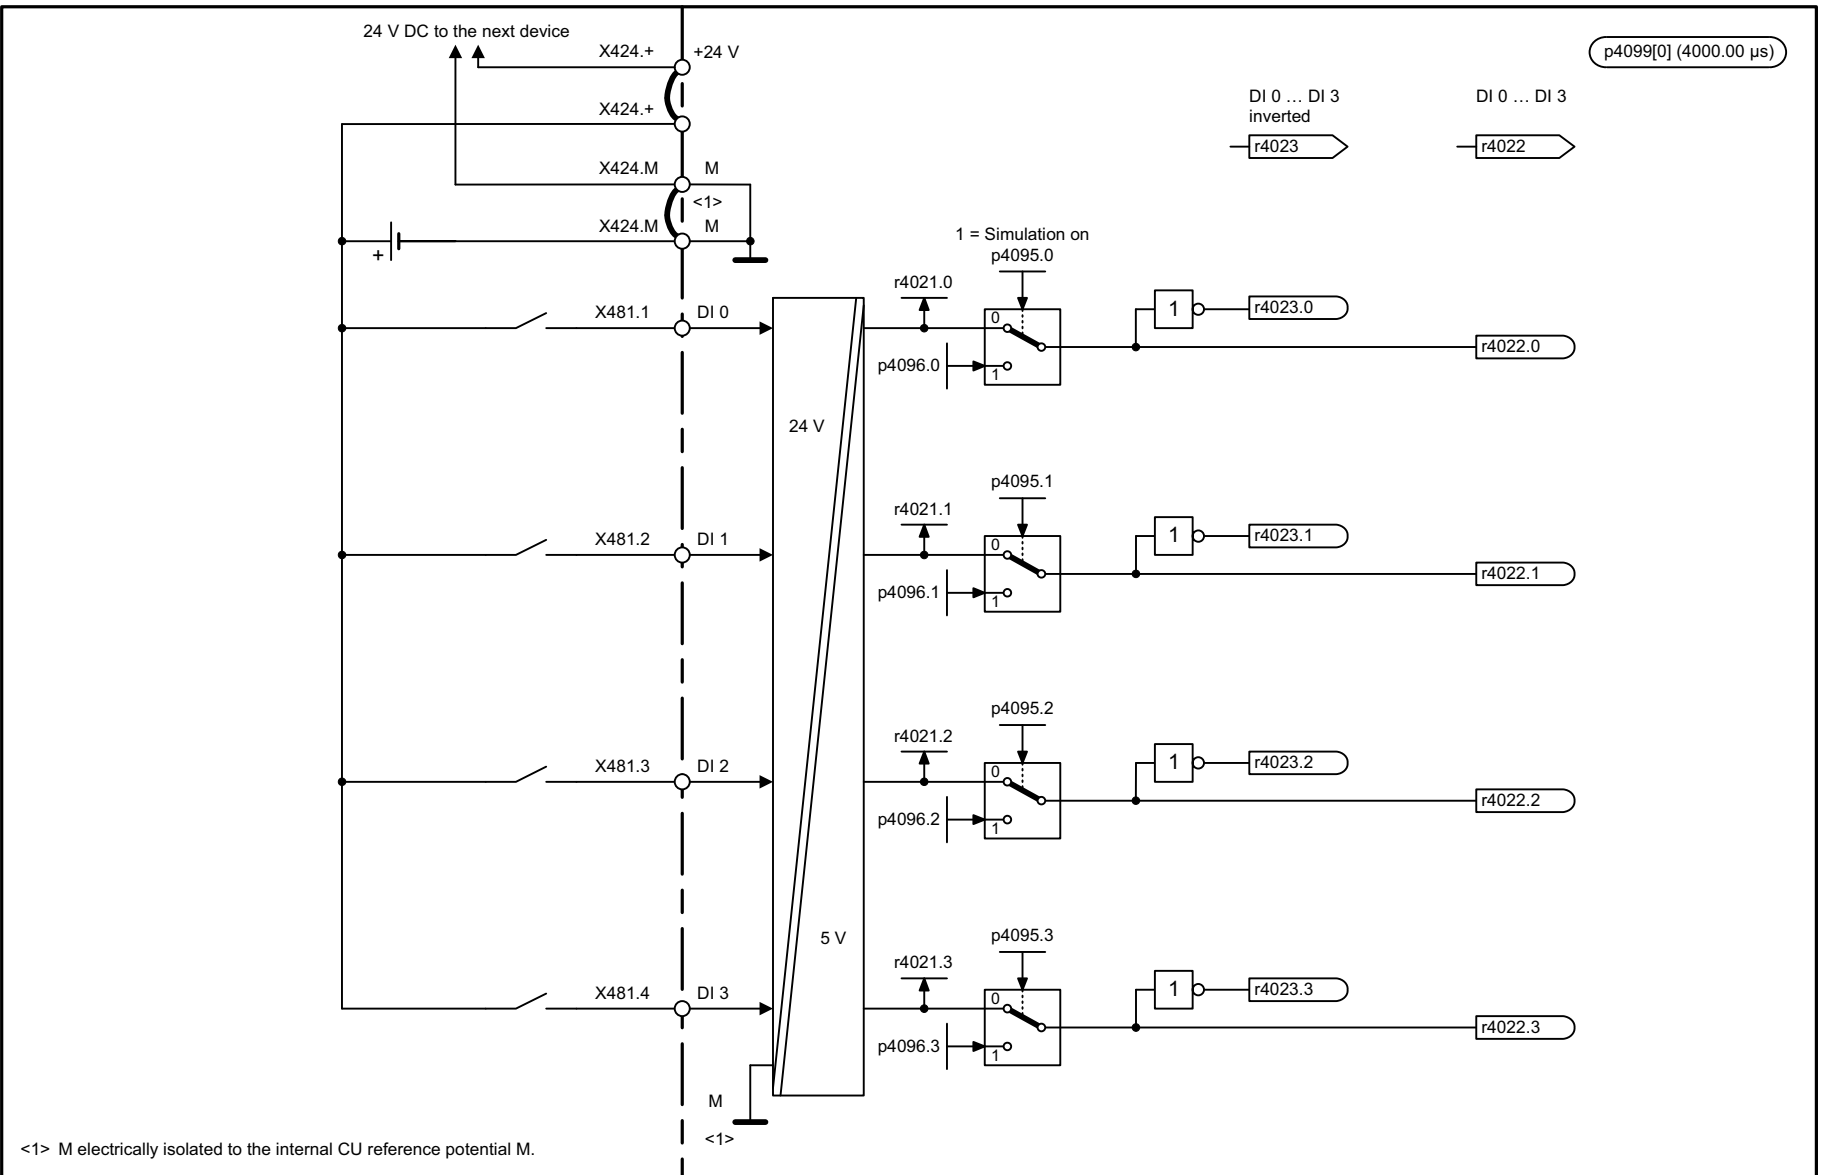 24 V DC to the next device
X424.+
+24 V
p4099[0] (4000.00 µs)
X424.+
DI 0 … DI 3
inverted
r4023
DI 0 … DI 3
r4022
X424.M
M
<1>
X424.M
M
+
1 = Simulation on
p4095.0
r4021.0
X481.1
DI 0
0
1
r4023.0
r4022.0
p4096.0
1
24 V
p4095.1
r4021.1
X481.2
DI 1
0
1
r4023.1
r4022.1
p4096.1
1
p4095.2
r4021.2
X481.3
DI 2
0
1
r4023.2
r4022.2
p4096.2
1
5 V
p4095.3
r4021.3
X481.4
DI 3
0
1
r4023.3
r4022.3
p4096.3
1
M
<1>
<1> M electrically isolated to the internal CU reference potential M.